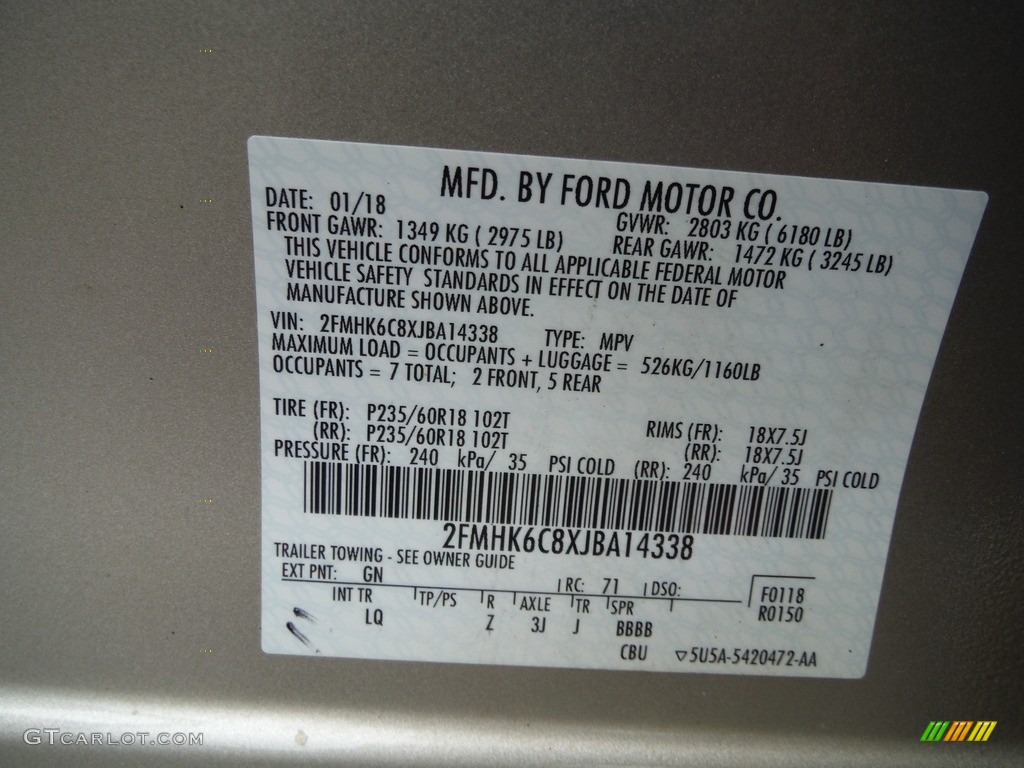 MFD. BY FORD MOTOR CO.
DATE: 01/18 GVWR: 2803 KG ( 6180 LB)
FRONT GAWR: 1349 KG ( 2975 LB) REAR GAWR: 1472 KG ( 3245 LB)
THIS VEHICLE CONFORMS TO ALL APPLICABLE FEDERAL MOTOR
VEHICLE SAFETY STANDARDS IN EFFECT ON THE DATE OF
MANUFACTURE SHOWN ABOVE.
VIN: 2FMHK6C8XJBA14338 TYPE: MPV
MAXIMUM LOAD = OCCUPANTS + LUGGAGE = 526KG/1160LB
OCCUPANTS = 7 TOTAL; 2 FRONT, 5 REAR
TIRE (FR): P235/60R18 102T RIMS (FR): 18X7.5J
(RR): P235/60R18 102T (RR): 18X7.5J
PRESSURE (FR): 240 kPa/ 35 PSI COLD (RR): 240 kPa/ 35 PSI COLD
2FMHK6C8XJBA14338
TRAILER TOWING - SEE OWNER GUIDE
EXT PNT: GN RC: 71 DSO: F0118
R0150
INT TR TP/PS R AXLE TR SPR
LQ Z 3J J BBBB
CBU ▽5U5A-5420472-AA
GTCarLot.com